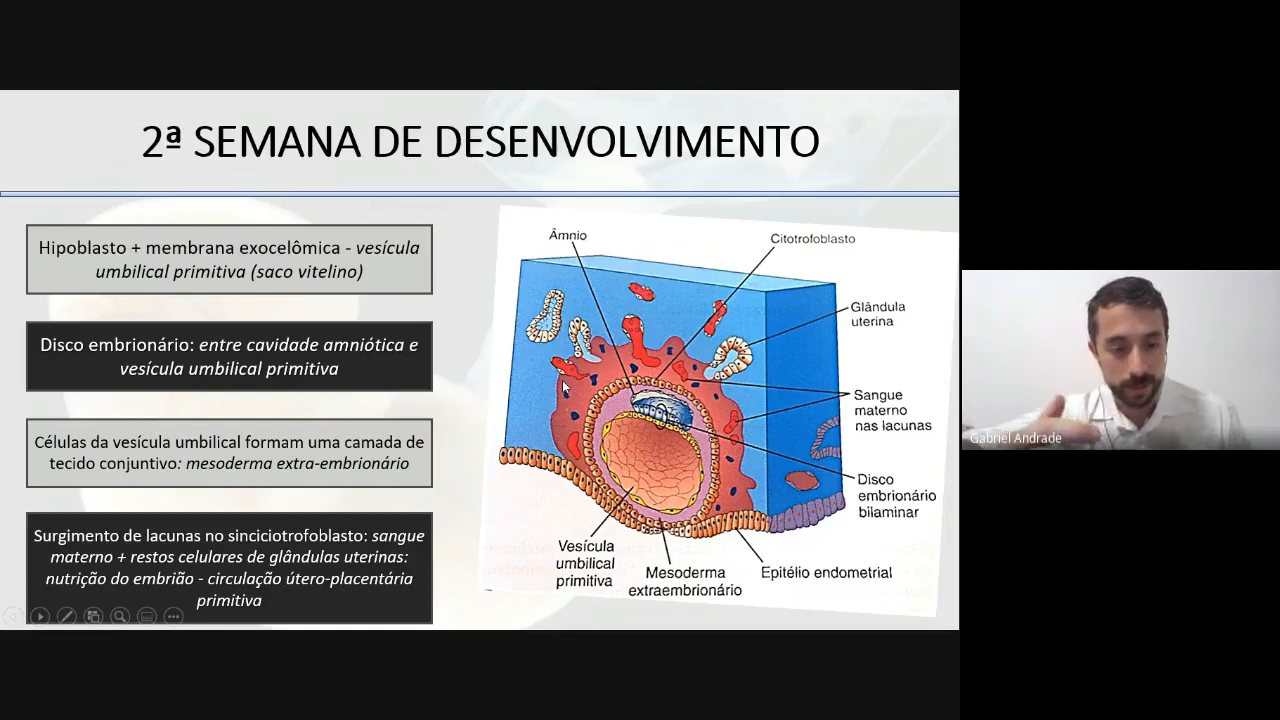 2ª SEMANA DE DESENVOLVIMENTO
Hipoblasto + membrana exocelômica - vesícula
umbilical primitiva (saco vitelino)
Disco embrionário: entre cavidade amniótica e
vesícula umbilical primitiva
Células da vesícula umbilical formam uma camada de
tecido conjuntivo: mesoderma extra-embrionário
Surgimento de lacunas no sinciciotrofoblasto: sangue
materno + restos celulares de glândulas uterinas:
nutrição do embrião - circulação útero-placentária
primitiva
Âmnio
Citotrofoblasto
Glândula
uterina
Sangue
materno
nas lacunas
Disco
embrionário
bilaminar
Vesícula
umbilical
primitiva
Mesoderma
extraembrionário
Epitélio endometrial
Gabriel Andrade